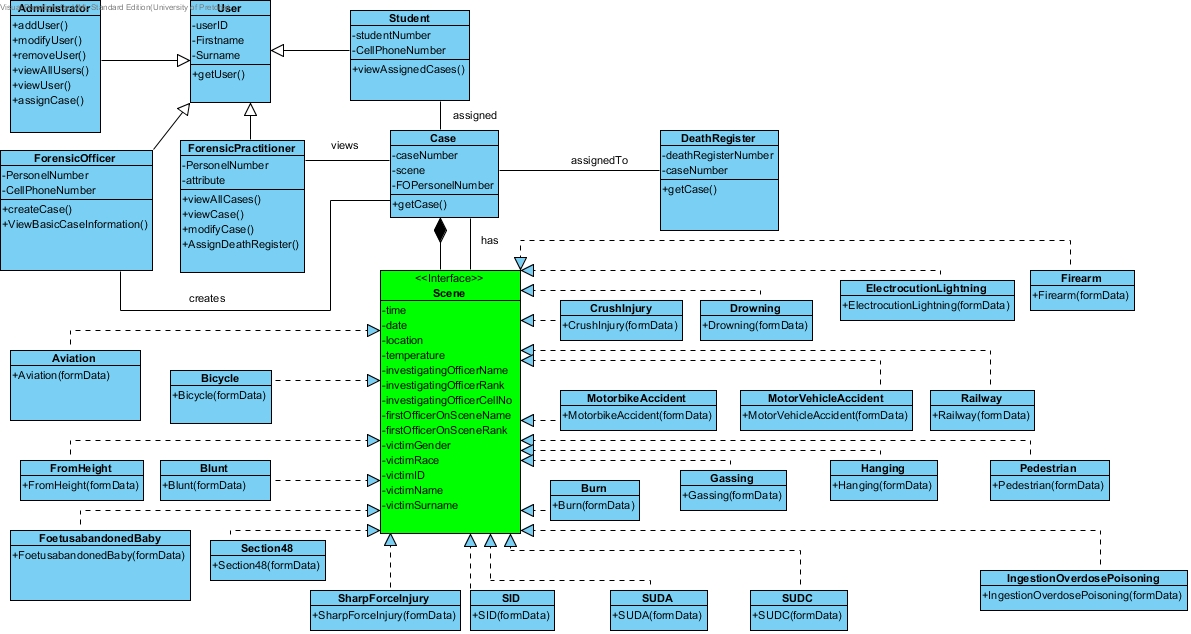 Administrator
+addUser()
+modifyUser()
+removeUser()
+viewAllUsers()
+viewUser()
+assignCase()
User
-userID
-Firstname
-Surname
+getUser()
Student
-studentNumber
-CellPhoneNumber
+viewAssignedCases()
assigned
ForensicOfficer
-PersonelNumber
-CellPhoneNumber
+createCase()
+ViewBasicCaseInformation()
ForensicPractitioner
-PersonelNumber
-attribute
+viewAllCases()
+viewCase()
+modifyCase()
+AssignDeathRegister()
views
Case
-caseNumber
-scene
-FOPersonelNumber
+getCase()
assignedTo
DeathRegister
-deathRegisterNumber
-caseNumber
+getCase()
has
creates
<<Interface>>
Scene
-time
-date
-location
-temperature
-investigatingOfficerName
-investigatingOfficerRank
-investigatingOfficerCellNo
-firstOfficerOnSceneName
-firstOfficerOnSceneRank
-victimGender
-victimRace
-victimID
-victimName
-victimSurname
Firearm
+Firearm(formData)
ElectrocutionLightning
+ElectrocutionLightning(formData)
CrushInjury
+CrushInjury(formData)
Drowning
+Drowning(formData)
Aviation
+Aviation(formData)
Bicycle
+Bicycle(formData)
MotorbikeAccident
+MotorbikeAccident(formData)
MotorVehicleAccident
+MotorVehicleAccident(formData)
Railway
+Railway(formData)
FromHeight
+FromHeight(formData)
Blunt
+Blunt(formData)
Burn
+Burn(formData)
Gassing
+Gassing(formData)
Hanging
+Hanging(formData)
Pedestrian
+Pedestrian(formData)
FoetusabandonedBaby
+FoetusabandonedBaby(formData)
Section48
+Section48(formData)
SharpForceInjury
+SharpForceInjury(formData)
SID
+SID(formData)
SUDA
+SUDA(formData)
SUDC
+SUDC(formData)
IngestionOverdosePoisoning
+IngestionOverdosePoisoning(formData)
Standard Edition(University of